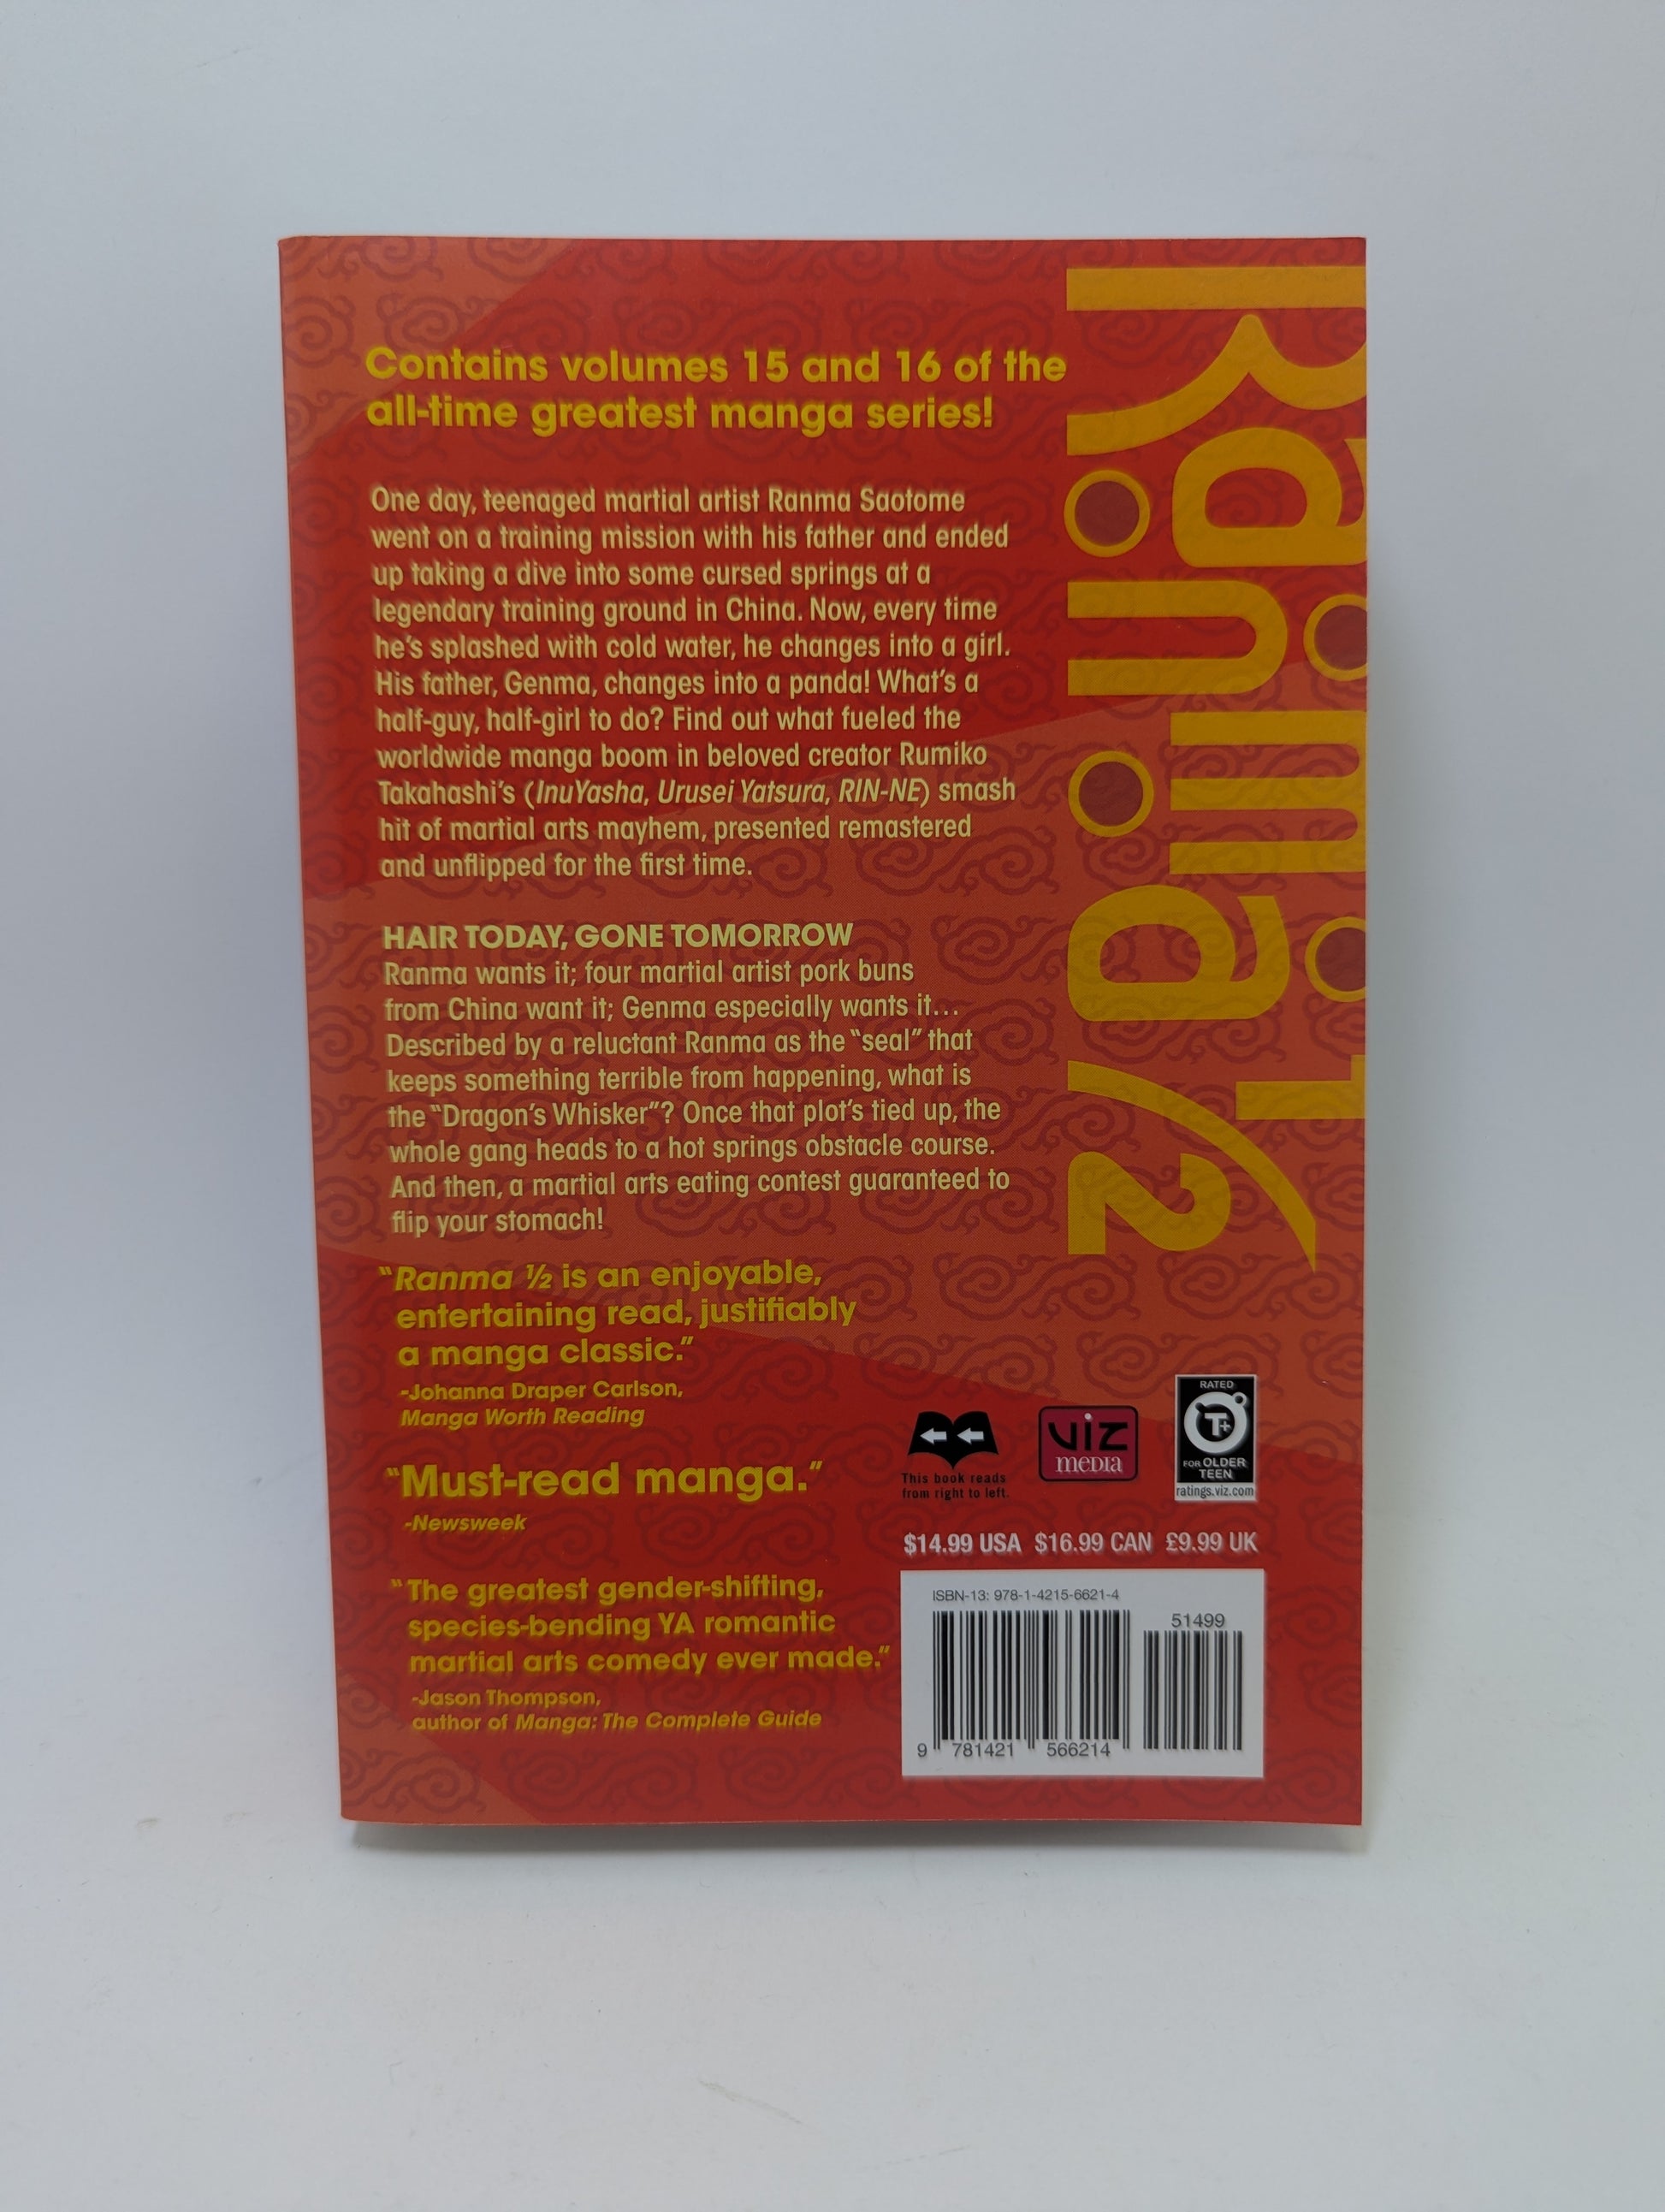 Ranma 1/2
Contains volumes 15 and 16 of the
all-time greatest manga series!
One day, teenaged martial artist Ranma Saotome
went on a training mission with his father and ended
up taking a dive into some cursed springs at a
legendary training ground in China. Now, every time
he's splashed with cold water, he changes into a girl.
His father, Genma, changes into a panda! What's a
half-guy, half-girl to do? Find out what fueled the
worldwide manga boom in beloved creator Rumiko
Takahashi's (InuYasha, Urusei Yatsura, RIN-NE) smash
hit of martial arts mayhem, presented remastered
and unflipped for the first time.
HAIR TODAY, GONE TOMORROW
Ranma wants it; four martial artist pork buns
from China want it; Genma especially wants it...
Described by a reluctant Ranma as the "seal" that
keeps something terrible from happening, what is
the "Dragon's Whisker"? Once that plot's tied up, the
whole gang heads to a hot springs obstacle course.
And then, a martial arts eating contest guaranteed to
flip your stomach!
"Ranma ½ is an enjoyable,
entertaining read, justifiably
a manga classic."
-Johanna Draper Carlson,
Manga Worth Reading
"Must-read manga."
-Newsweek
"The greatest gender-shifting,
species-bending YA romantic
martial arts comedy ever made."
-Jason Thompson,
author of Manga: The Complete Guide
This book reads
from right to left.
VIZ
MEDIA
RATED
T+
FOR OLDER
TEEN
ratings.viz.com
$14.99 USA $16.99 CAN £9.99 UK
ISBN-13: 978-1-4215-6621-4
51499
9 781421 566214